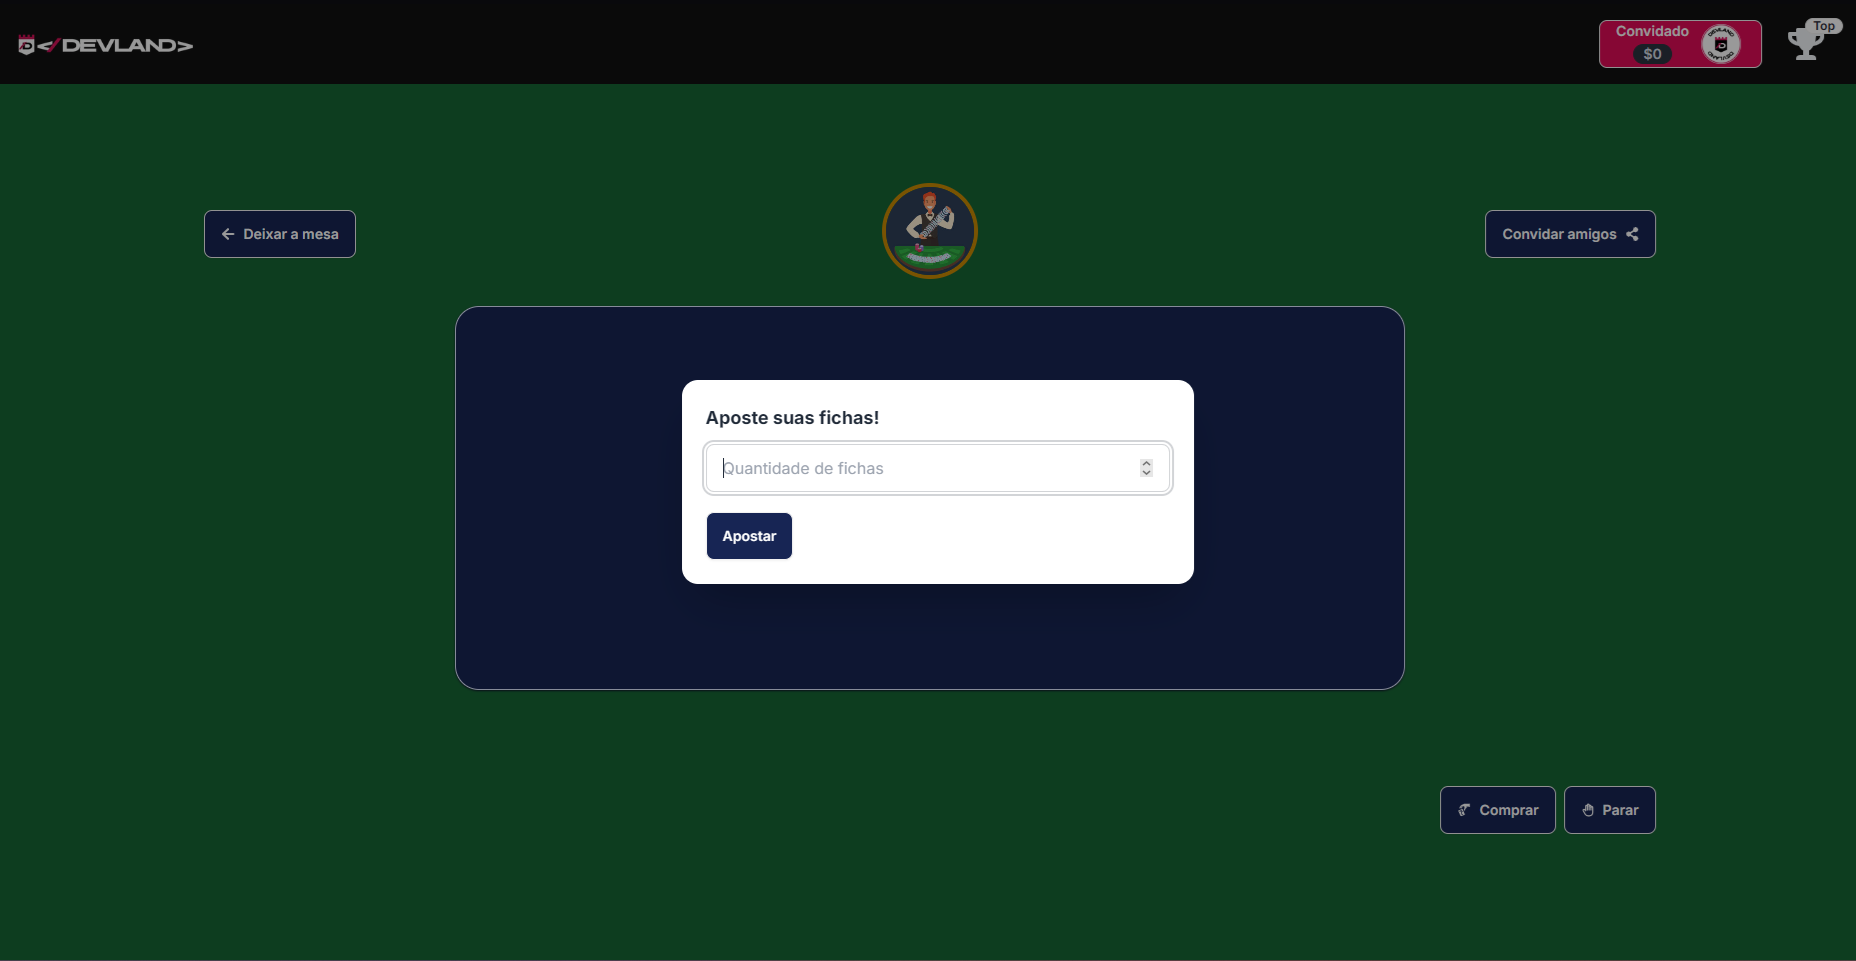 </DEVLAND>
Convidado
$0
Top
Deixar a mesa
Convidar amigos
Aposte suas fichas!
Quantidade de fichas
Apostar
Comprar
Parar